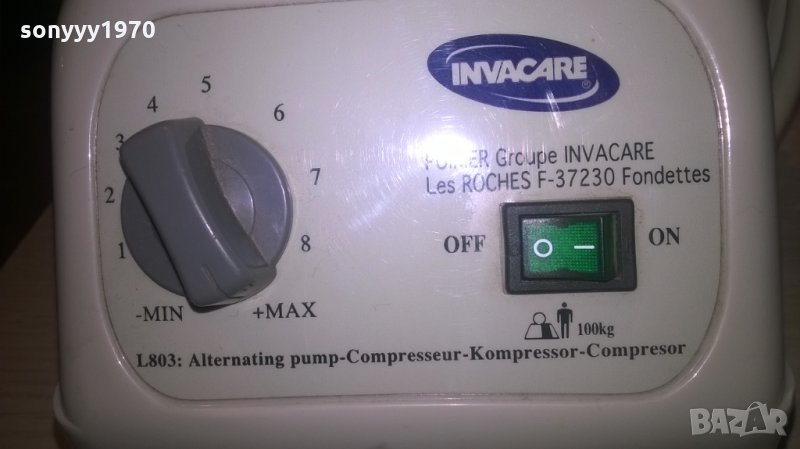 sonyyy1970
INVACARE
POIRIER Groupe INVACARE
Les ROCHES F-37230 Fondettes
1
2
3
4
5
6
7
8
-MIN
+MAX
OFF
O
ON
100kg
L803: Alternating pump-Compresseur-Kompressor-Compresor
BAZAR